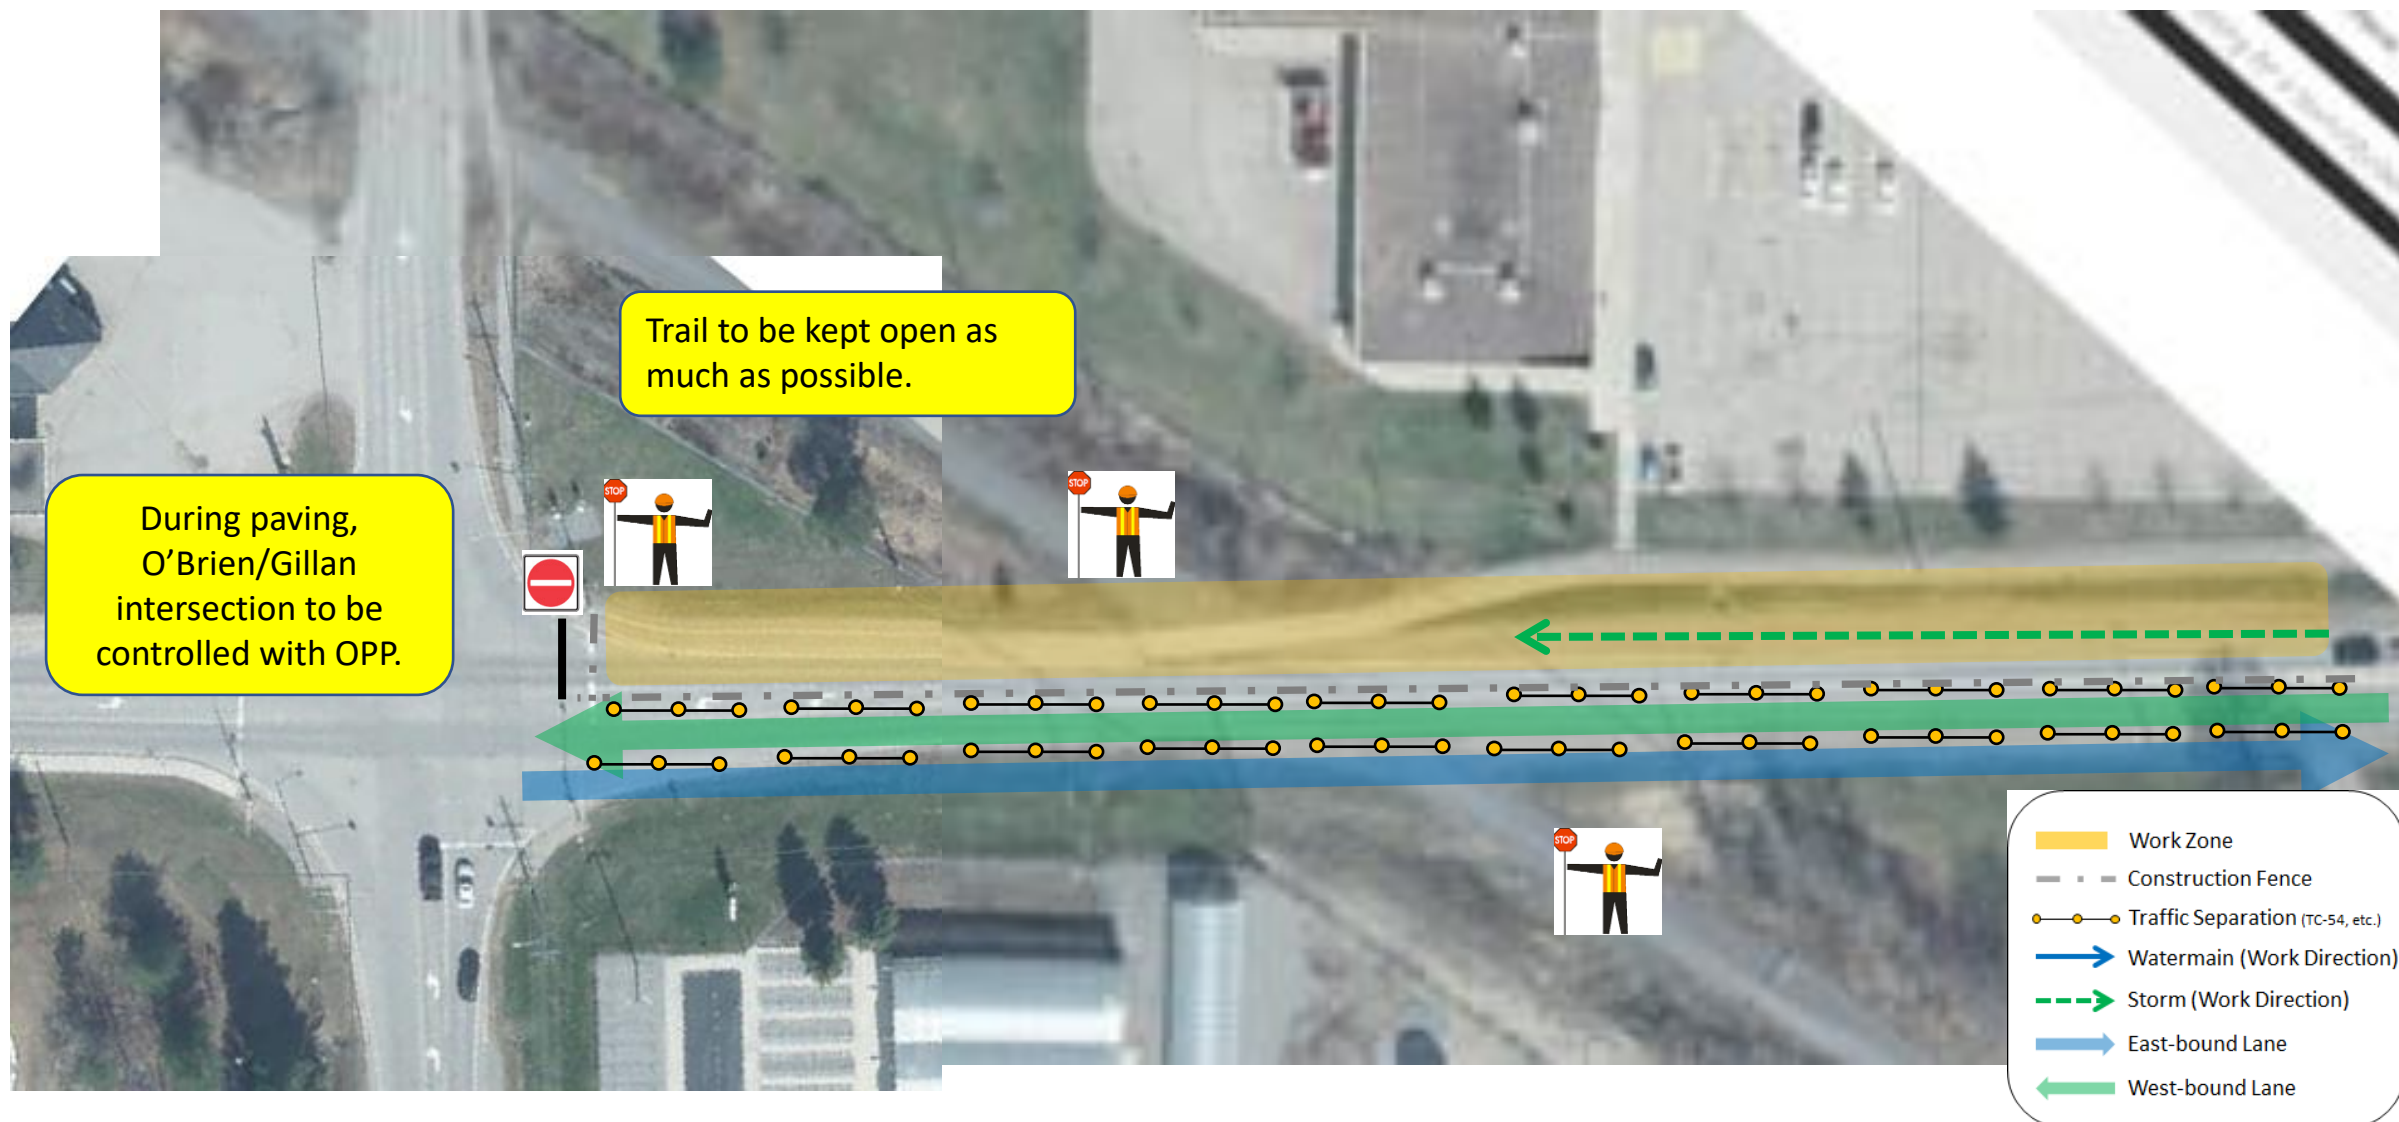 Trail to be kept open as
much as possible.
During paving,
O’Brien/Gillan
intersection to be
controlled with OPP.
STOP
STOP
STOP
Work Zone
Construction Fence
Traffic Separation (TC-54, etc.)
Watermain (Work Direction)
Storm (Work Direction)
East-bound Lane
West-bound Lane